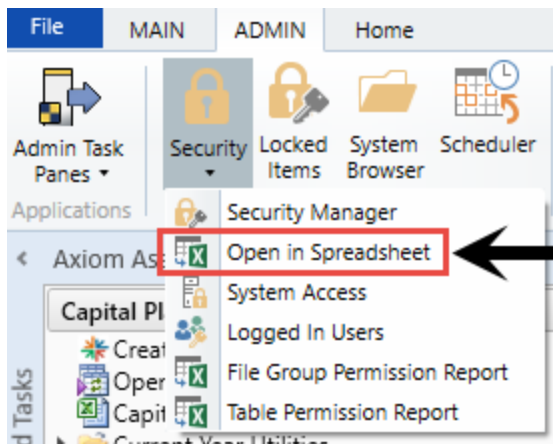 File MAIN ADMIN Home
Admin Task Panes
Security
Locked Items
System Browser
Scheduler
Applications
Security Manager
Open in Spreadsheet
System Access
Logged In Users
File Group Permission Report
Table Permission Report
Axiom As
Capital Pl
Creat
Open
Capit
Tasks
Current Year Utilities